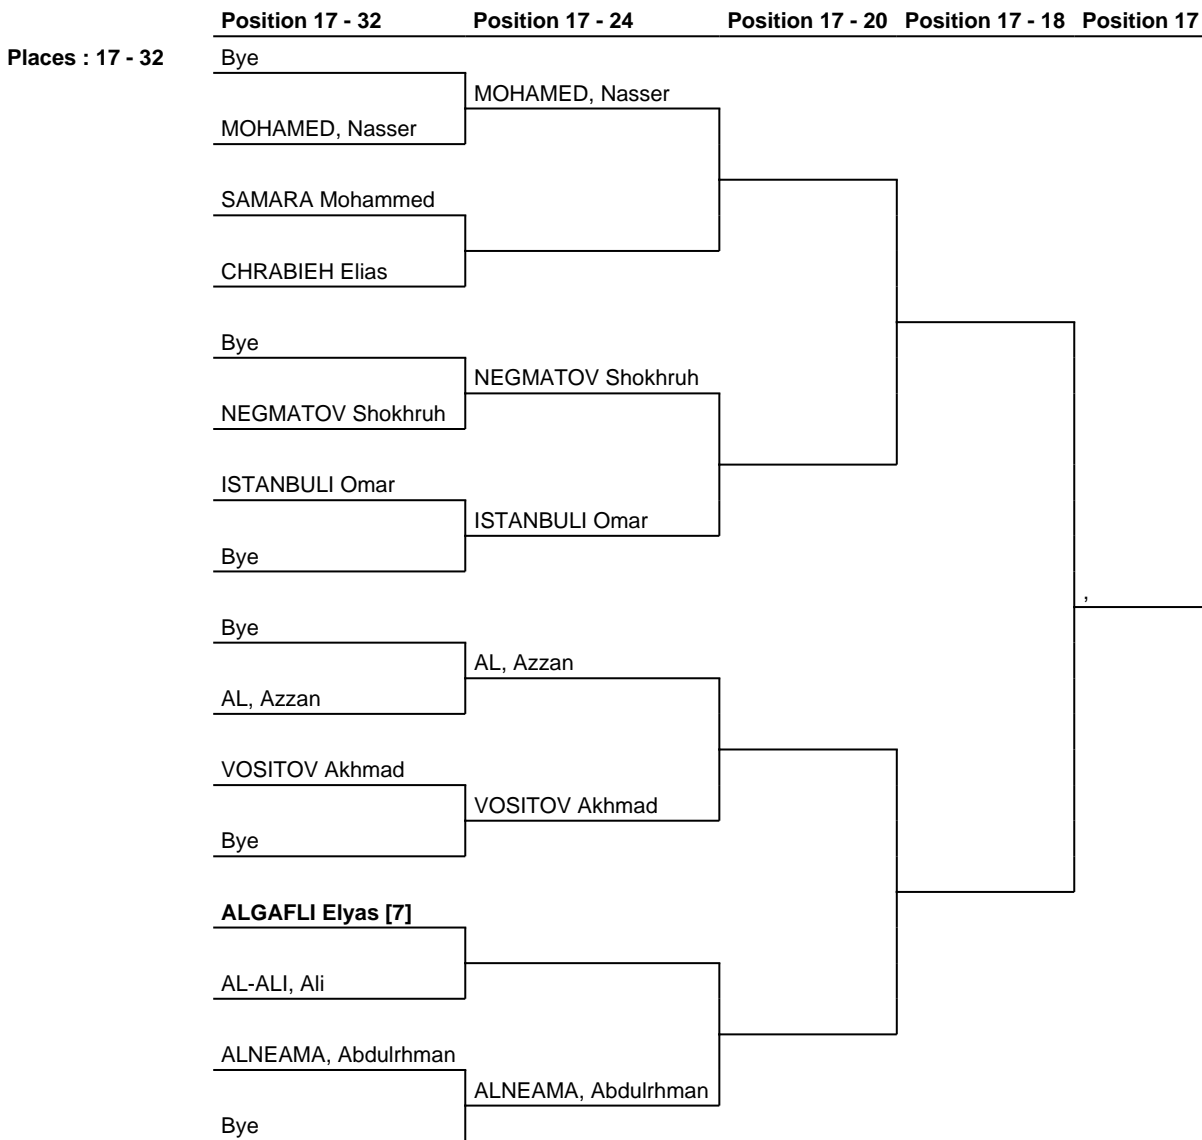 Position 17 - 32 Position 17 - 24 Position 17 - 20 Position 17 - 18 Position 17
Places : 17 - 32 Bye
MOHAMED, Nasser
MOHAMED, Nasser
SAMARA Mohammed
CHRABIEH Elias
Bye
NEGMATOV Shokhruh
NEGMATOV Shokhruh
ISTANBULI Omar
ISTANBULI Omar
Bye
,
Bye
AL, Azzan
AL, Azzan
VOSITOV Akhmad
VOSITOV Akhmad
Bye
ALGAFLI Elyas [7]
AL-ALI, Ali
ALNEAMA, Abdulrhman
ALNEAMA, Abdulrhman
Bye